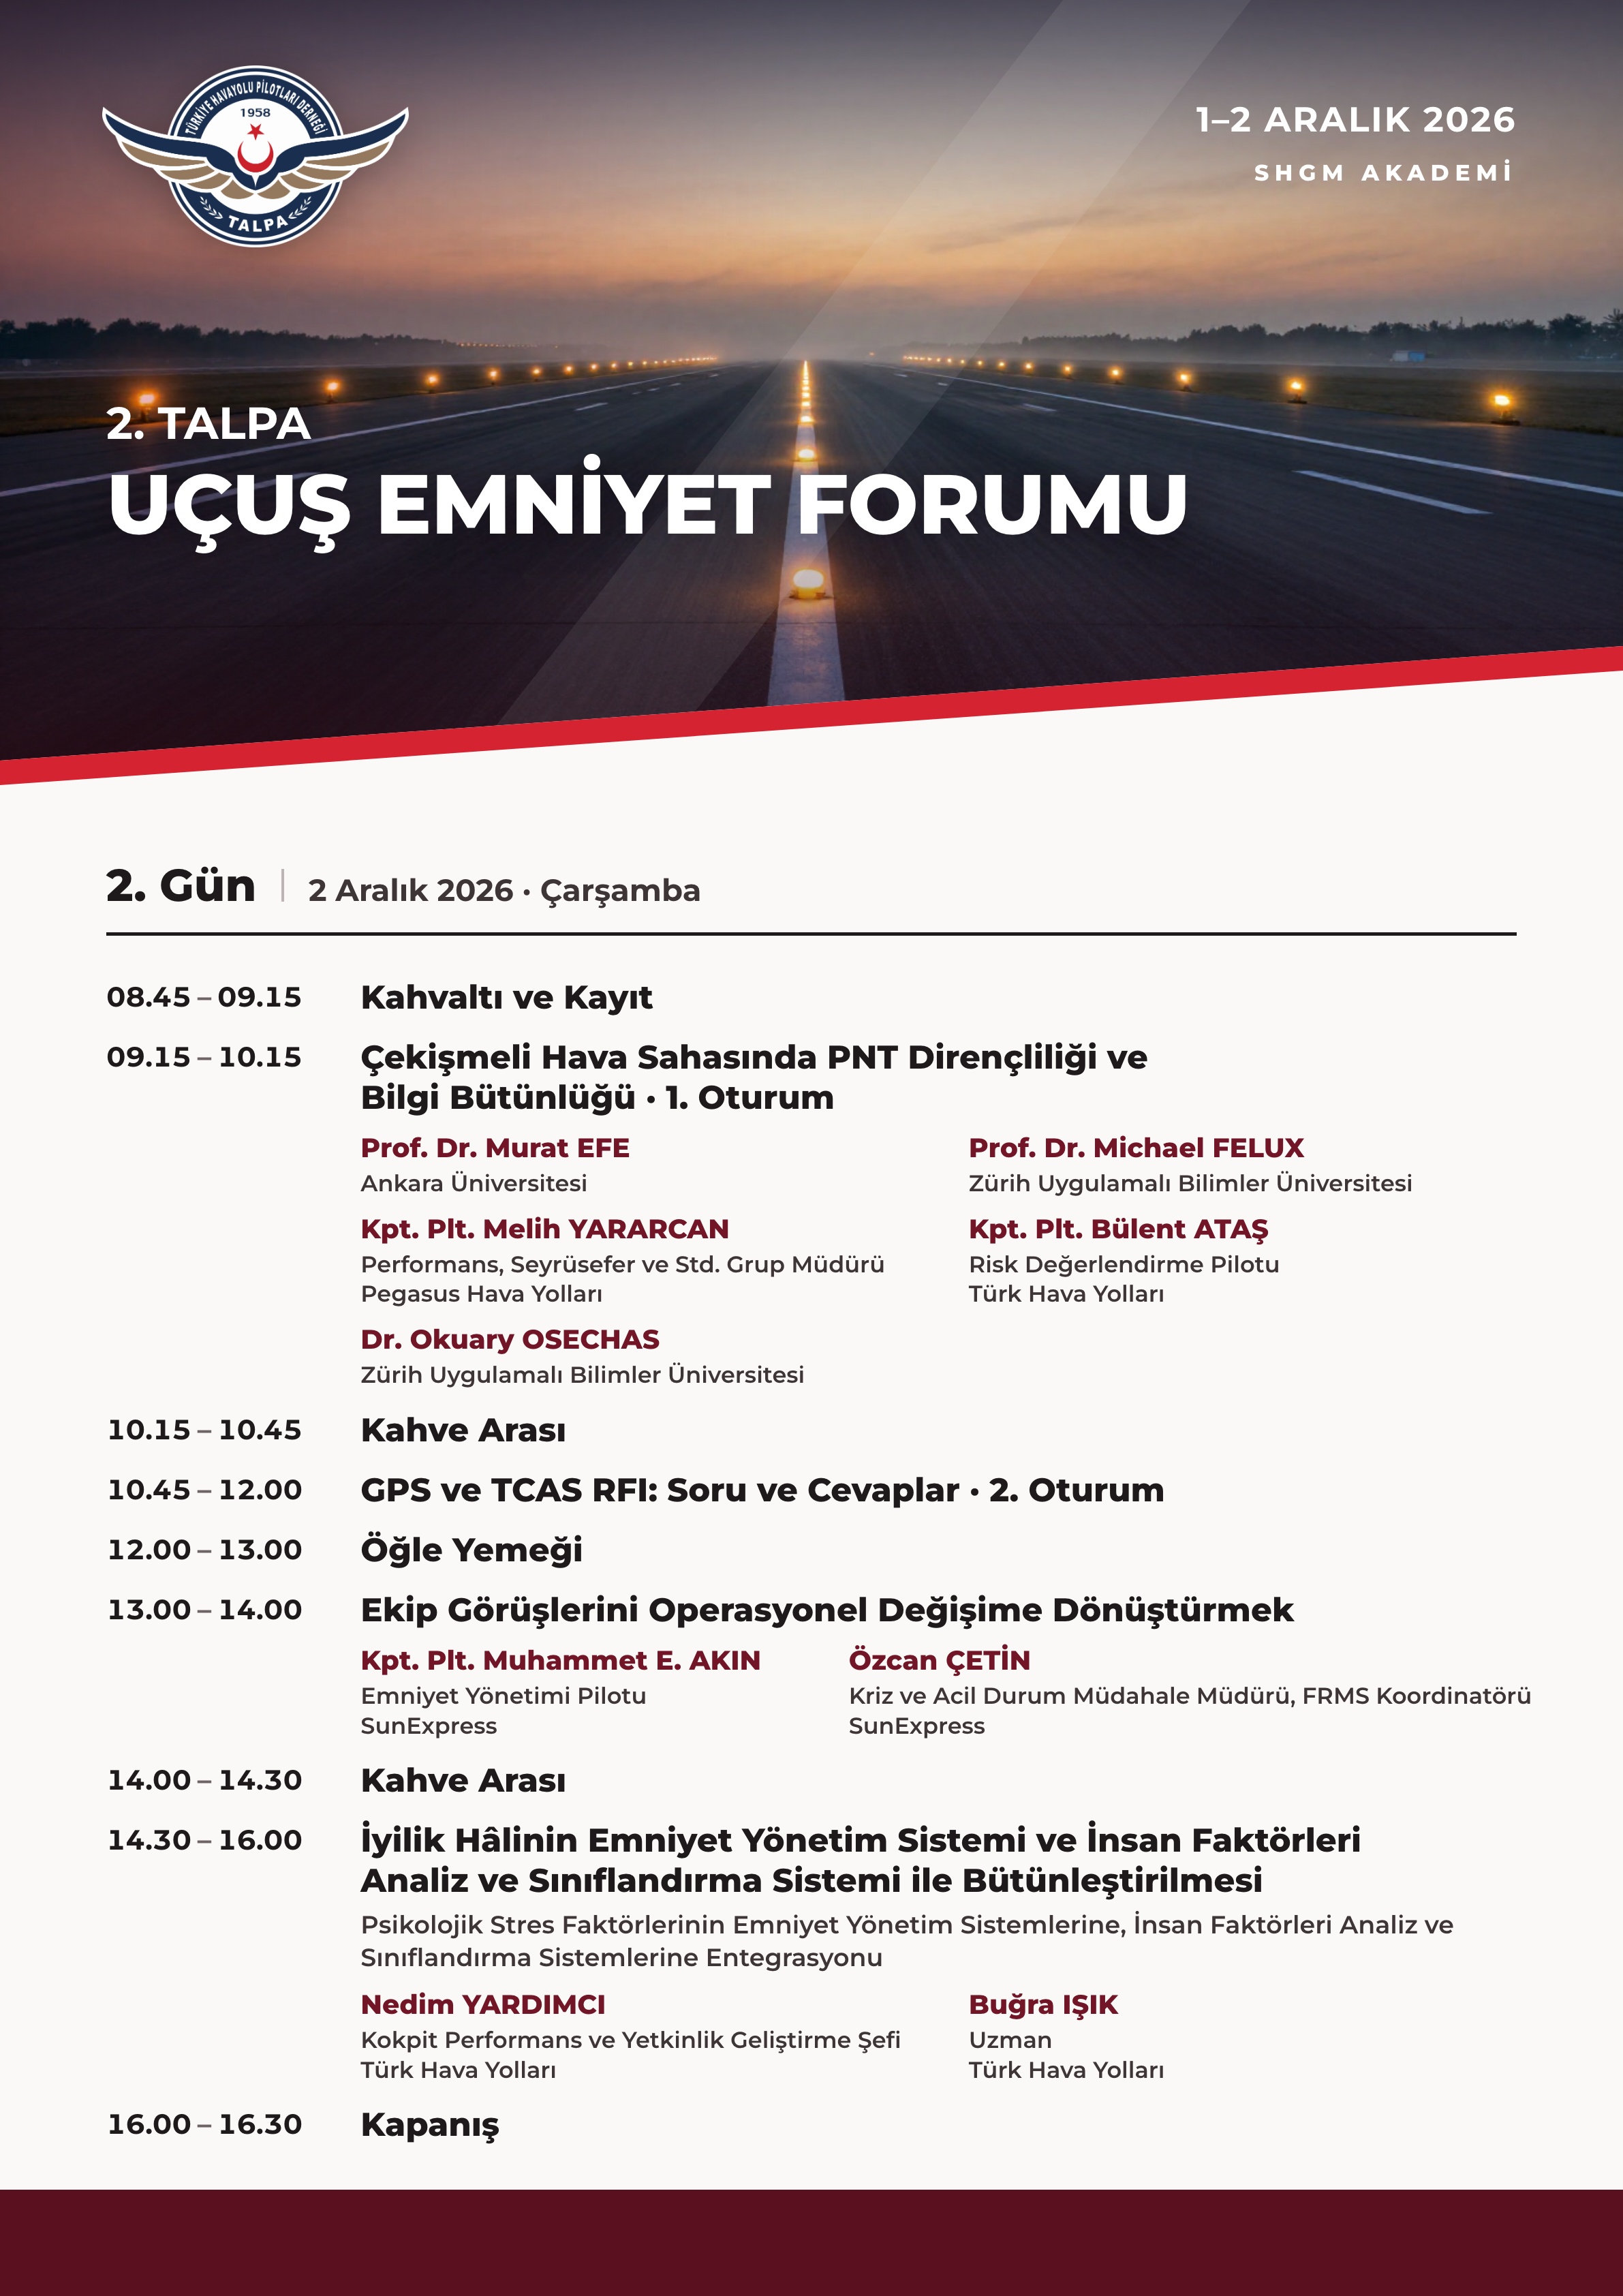 TÜRKİYE HAVAYOLU PİLOTLARI DERNEĞİ
1958
TALPA
1–2 ARALIK 2026
SHGM AKADEMİ
2. TALPA
UÇUŞ EMNİYET FORUMU
2. Gün | 2 Aralık 2026 · Çarşamba
08.45 – 09.15 Kahvaltı ve Kayıt
09.15 – 10.15 Çekişmeli Hava Sahasında PNT Dirençliliği ve
Bilgi Bütünlüğü · 1. Oturum
Prof. Dr. Murat EFE
Ankara Üniversitesi
Prof. Dr. Michael FELUX
Zürih Uygulamalı Bilimler Üniversitesi
Kpt. Plt. Melih YARARCAN
Performans, Seyrüsefer ve Std. Grup Müdürü
Pegasus Hava Yolları
Kpt. Plt. Bülent ATAŞ
Risk Değerlendirme Pilotu
Türk Hava Yolları
Dr. Okuary OSECHAS
Zürih Uygulamalı Bilimler Üniversitesi
10.15 – 10.45 Kahve Arası
10.45 – 12.00 GPS ve TCAS RFI: Soru ve Cevaplar · 2. Oturum
12.00 – 13.00 Öğle Yemeği
13.00 – 14.00 Ekip Görüşlerini Operasyonel Değişime Dönüştürmek
Kpt. Plt. Muhammet E. AKIN
Emniyet Yönetimi Pilotu
SunExpress
Özcan ÇETİN
Kriz ve Acil Durum Müdahale Müdürü, FRMS Koordinatörü
SunExpress
14.00 – 14.30 Kahve Arası
14.30 – 16.00 İyilik Hâlinin Emniyet Yönetim Sistemi ve İnsan Faktörleri
Analiz ve Sınıflandırma Sistemi ile Bütünleştirilmesi
Psikolojik Stres Faktörlerinin Emniyet Yönetim Sistemlerine, İnsan Faktörleri Analiz ve
Sınıflandırma Sistemlerine Entegrasyonu
Nedim YARDIMCI
Kokpit Performans ve Yetkinlik Geliştirme Şefi
Türk Hava Yolları
Buğra IŞIK
Uzman
Türk Hava Yolları
16.00 – 16.30 Kapanış